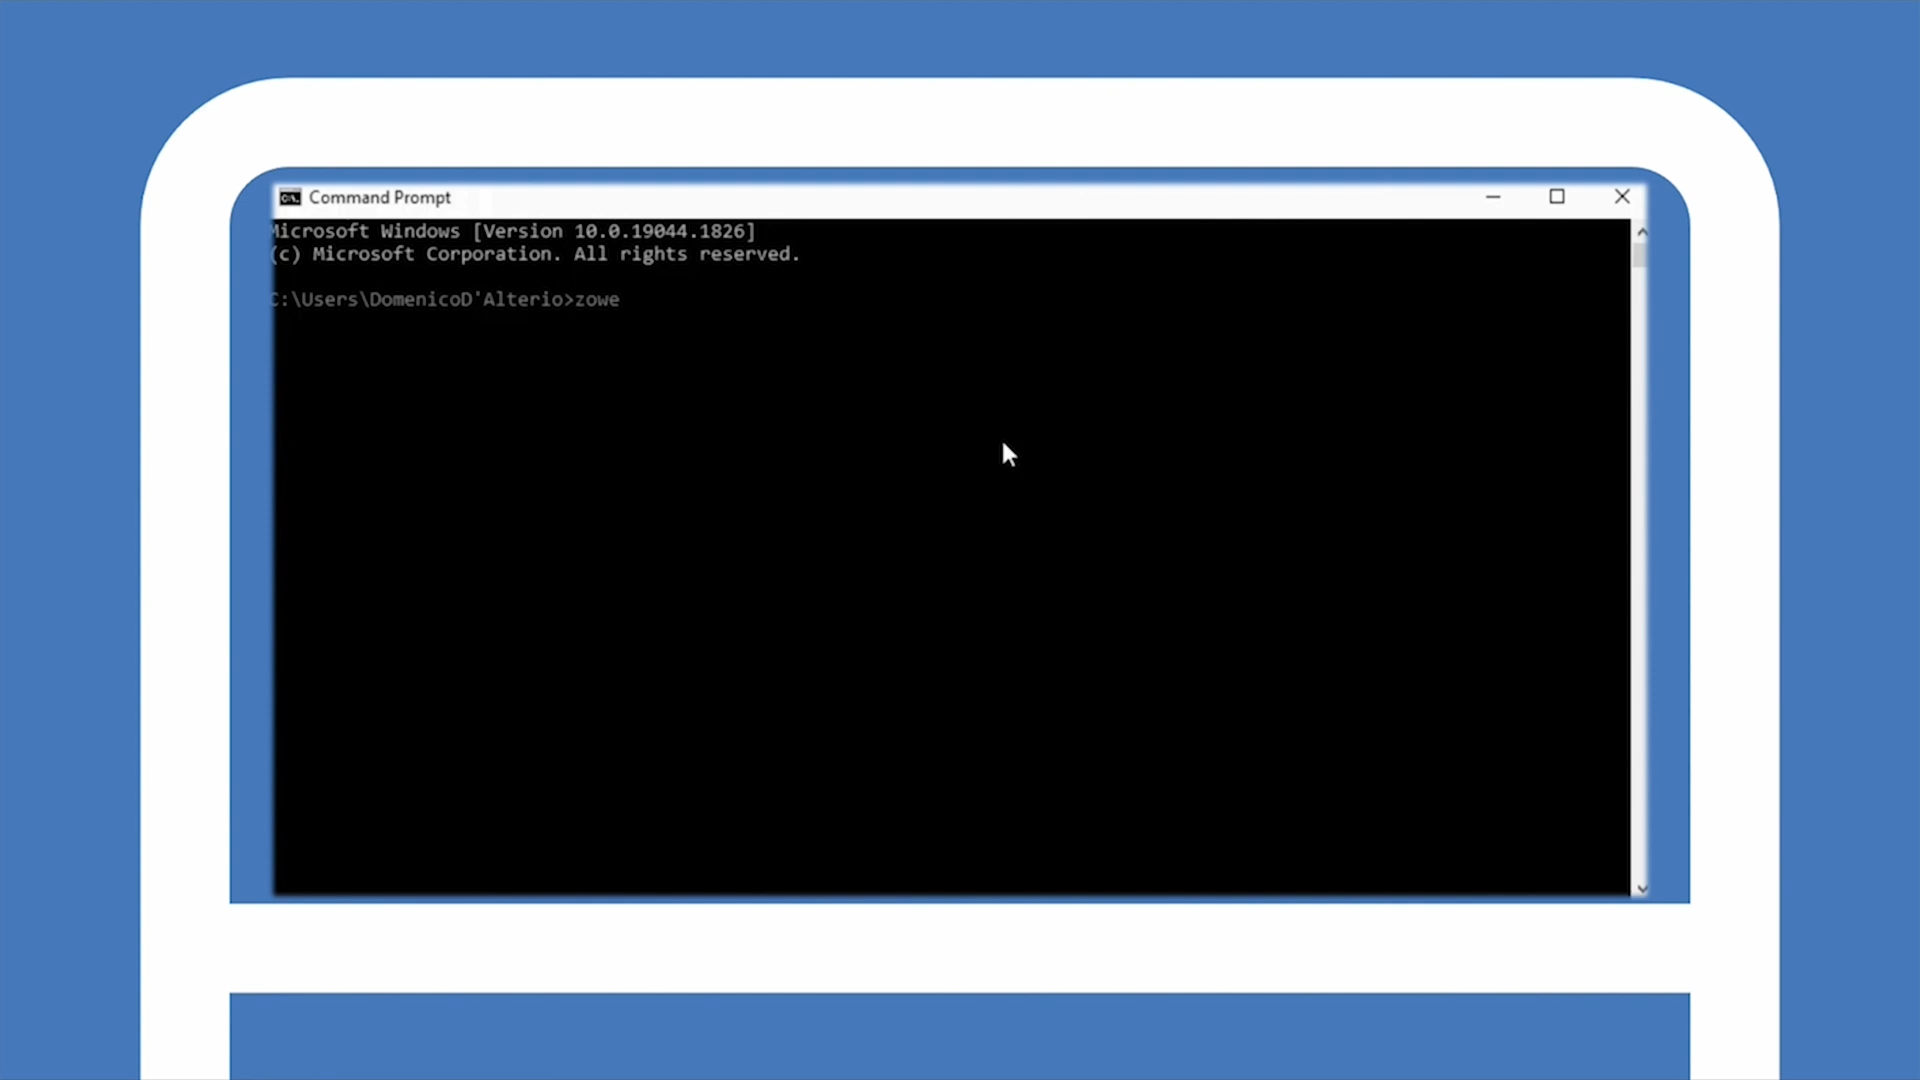 Command Prompt
Microsoft Windows [Version 10.0.19044.1826]
(c) Microsoft Corporation. All rights reserved.
C:\Users\DomenicoD'Alterio>zowe